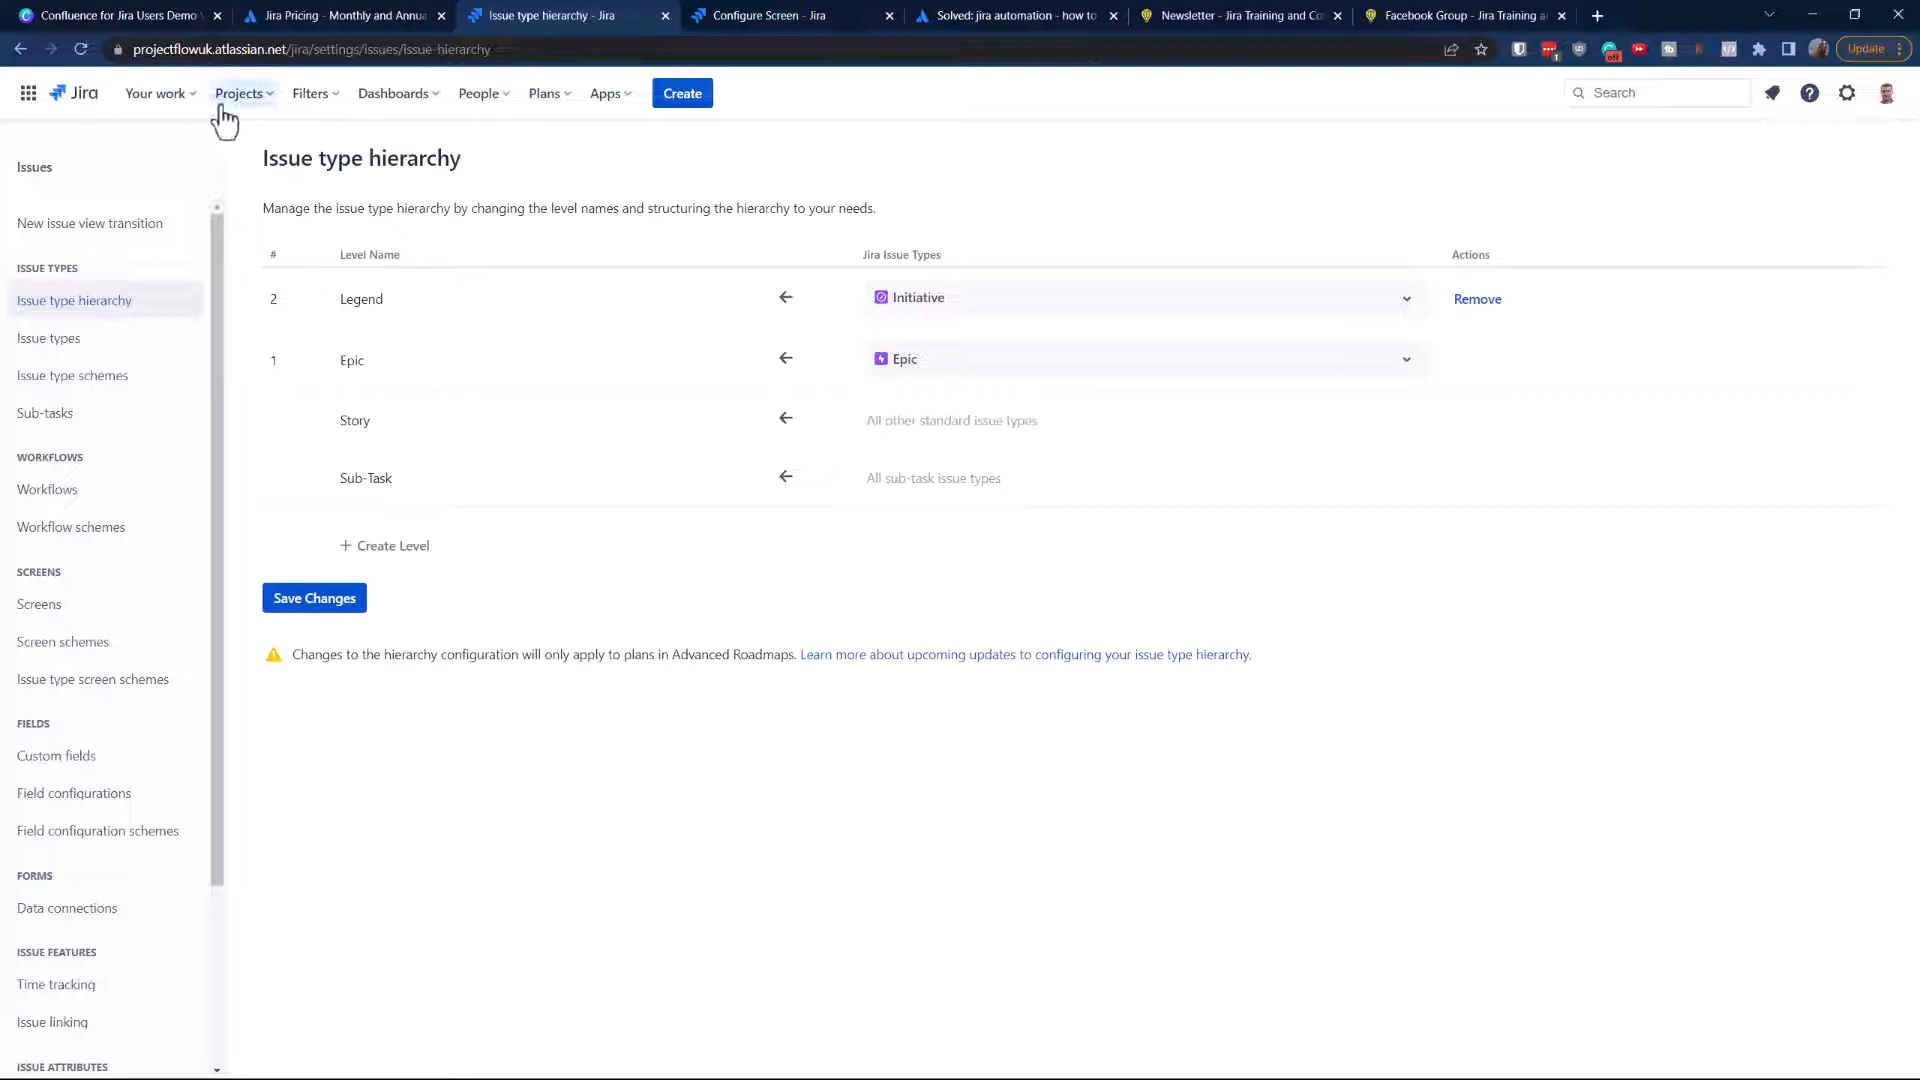 Confluence for Jira Users Demo
Jira Pricing - Monthly and Annua
Issue type hierarchy - Jira
Configure Screen - Jira
Solved: jira automation - how to
Newsletter - Jira Training and Co
Facebook Group - Jira Training a
projectflowuk.atlassian.net/jira/settings/issues/issue-hierarchy
Update
Jira
Your work
Projects
Filters
Dashboards
People
Plans
Apps
Create
Search
Issues
New issue view transition
ISSUE TYPES
Issue type hierarchy
Issue types
Issue type schemes
Sub-tasks
WORKFLOWS
Workflows
Workflow schemes
SCREENS
Screens
Screen schemes
Issue type screen schemes
FIELDS
Custom fields
Field configurations
Field configuration schemes
FORMS
Data connections
ISSUE FEATURES
Time tracking
Issue linking
ISSUE ATTRIBUTES
Issue type hierarchy
Manage the issue type hierarchy by changing the level names and structuring the hierarchy to your needs.
# Level Name Jira Issue Types Actions
2 Legend Initiative Remove
1 Epic Epic
Story All other standard issue types
Sub-Task All sub-task issue types
+ Create Level
Save Changes
Changes to the hierarchy configuration will only apply to plans in Advanced Roadmaps. Learn more about upcoming updates to configuring your issue type hierarchy.